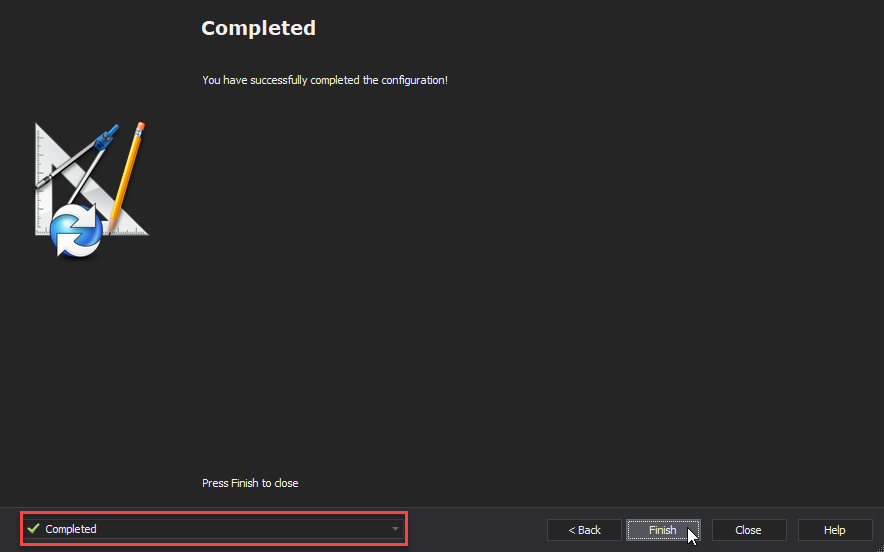 Completed
You have successfully completed the configuration!
Press Finish to close
Completed
< Back
Finish
Close
Help